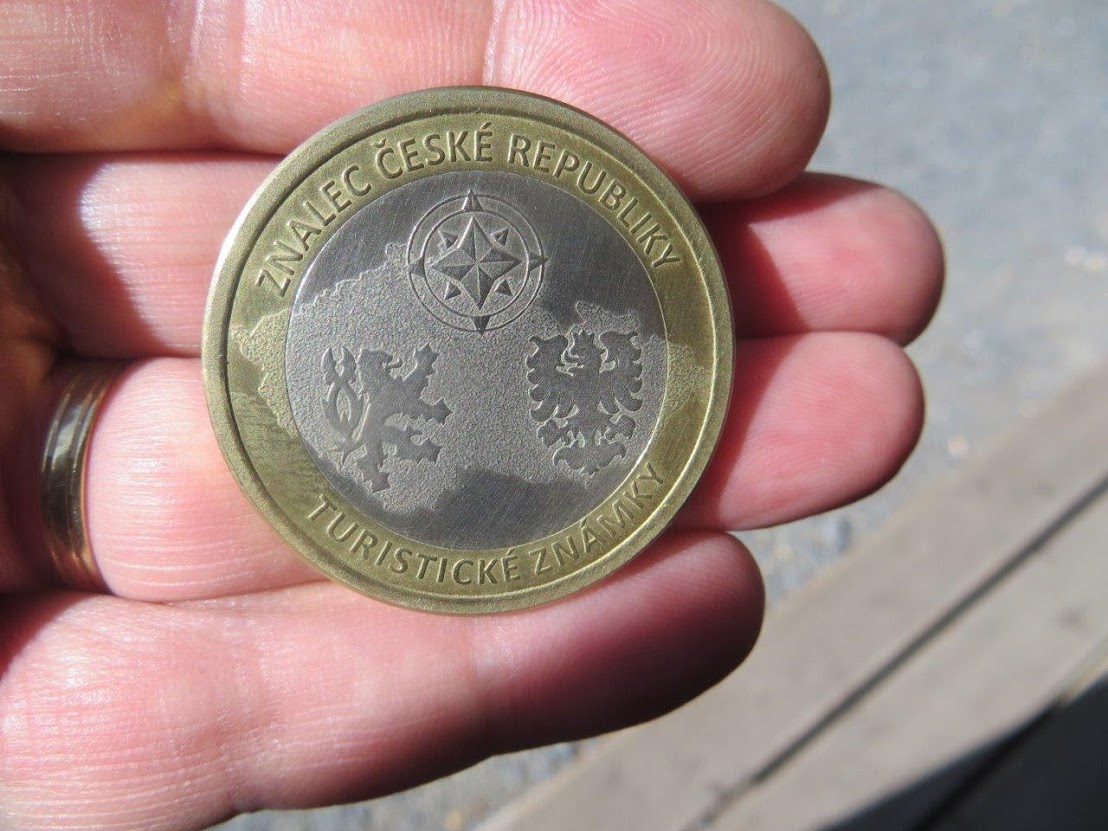 ZNALEC ČESKÉ REPUBLIKY
TURISTICKÉ ZNÁMKY